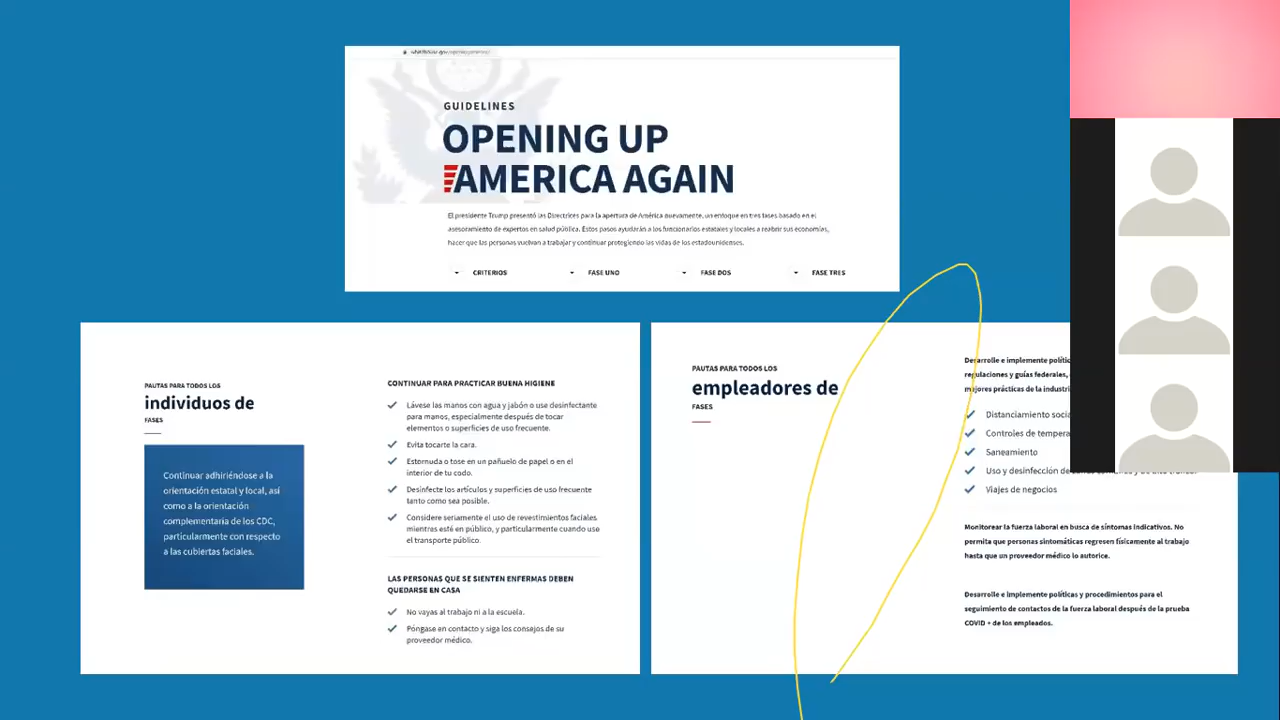 GUIDELINES
OPENING UP
AMERICA AGAIN
El presidente Trump presentó las Directrices para la apertura de América nuevamente, un enfoque en tres fases basado en el
asesoramiento de expertos en salud pública. Estos pasos ayudarán a los funcionarios estatales y locales a reabrir sus economías,
hacer que las personas vuelvan a trabajar y continuar protegiendo las vidas de los estadounidenses.
CRITERIOS FASE UNO FASE DOS FASE TRES
PAUTAS PARA TODOS LOS
individuos de
FASES
Continuar adhiriéndose a la
orientación estatal y local, así
como a la orientación
complementaria de los CDC,
particularmente con respecto
a las cubiertas faciales.
CONTINUAR PARA PRACTICAR BUENA HIGIENE
Lávese las manos con agua y jabón o use desinfectante
para manos, especialmente después de tocar
elementos o superficies de uso frecuente.
Evita tocarte la cara.
Estornuda o tose en un pañuelo de papel o en el
interior de tu codo.
Desinfecte los artículos y superficies de uso frecuente
tanto como sea posible.
Considere seriamente el uso de revestimientos faciales
mientras esté en público, y particularmente cuando use
el transporte público.
LAS PERSONAS QUE SE SIENTEN ENFERMAS DEBEN
QUEDARSE EN CASA
No vayas al trabajo ni a la escuela.
Póngase en contacto y siga los consejos de su
proveedor médico.
PAUTAS PARA TODOS LOS
empleadores de
FASES
Desarrolle e implemente
regulaciones y guías federales,
mejores prácticas de la
Distanciamiento
Controles de
Saneamiento
Uso y desinfección de
Viajes de negocios
Monitorear la fuerza laboral en busca de síntomas indicativos. No
permita que personas sintomáticas regresen físicamente al trabajo
hasta que un proveedor médico lo autorice.
Desarrolle e implemente políticas y procedimientos para el
seguimiento de contactos de la fuerza laboral después de la prueba
COVID + de los empleados.